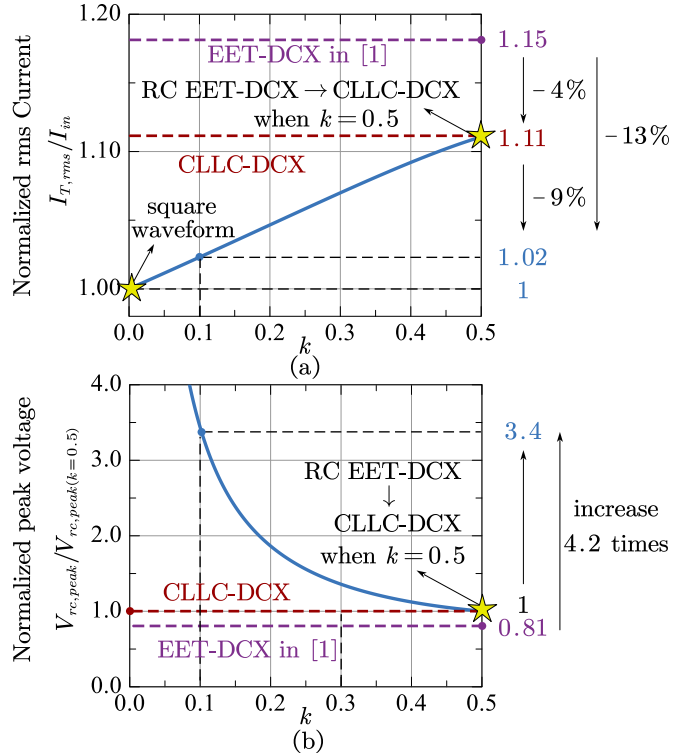 Normalized rms Current
I_{T,rms}/I_{in}
1.20
1.10
1.00
EET-DCX in [1]
1.15
RC EET-DCX → CLLC-DCX
when k = 0.5
−4%
−13%
1.11
CLLC-DCX
−9%
square
waveform
1.02
1
0.0 0.1 0.2 0.3 0.4 0.5
k
(a)
Normalized peak voltage
V_{rc,peak}/V_{rc,peak(k=0.5)}
4.0
3.0
2.0
1.0
0.0
3.4
RC EET-DCX
↓
CLLC-DCX
when k = 0.5
increase
4.2 times
CLLC-DCX
1
0.81
EET-DCX in [1]
0.0 0.1 0.2 0.3 0.4 0.5
k
(b)